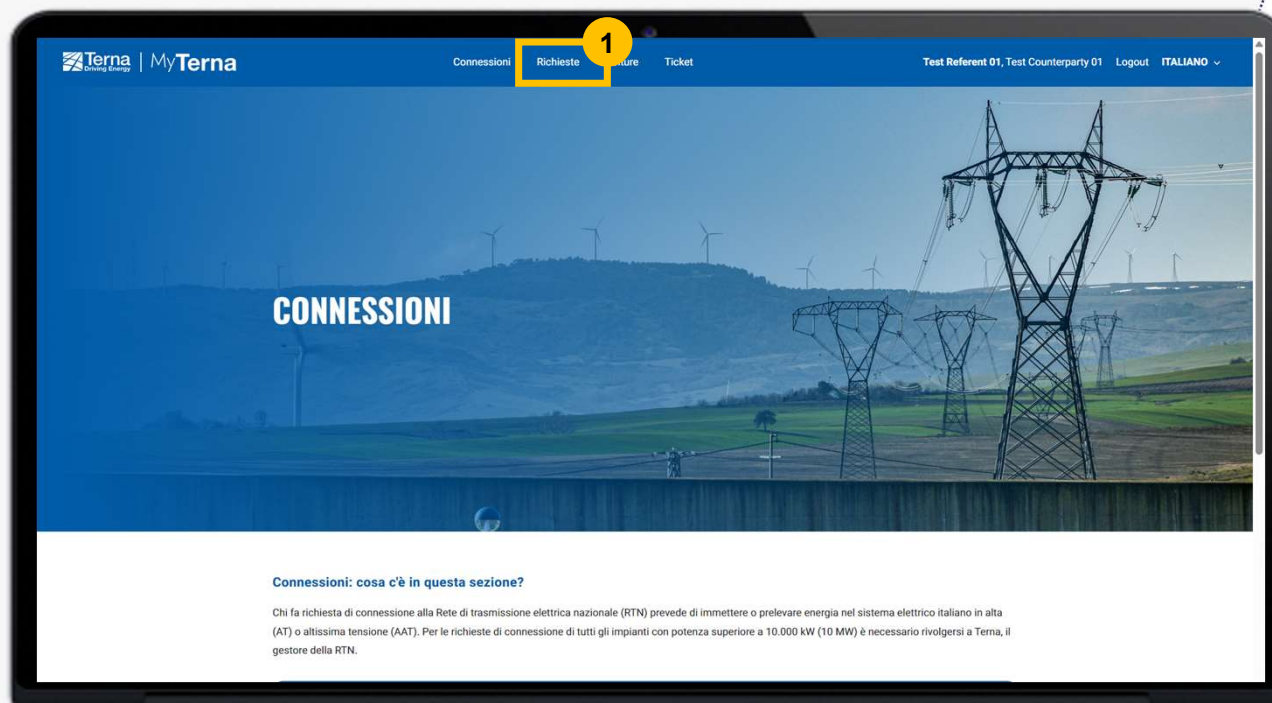 1
Terna
Driving Energy
MyTerna
Connessioni Richieste ture Ticket
Test Referent 01, Test Counterparty 01 Logout ITALIANO
CONNESSIONI
Connessioni: cosa c'è in questa sezione?
Chi fa richiesta di connessione alla Rete di trasmissione elettrica nazionale (RTN) prevede di immettere o prelevare energia nel sistema elettrico italiano in alta
(AT) o altissima tensione (AAT). Per le richieste di connessione di tutti gli impianti con potenza superiore a 10.000 kW (10 MW) è necessario rivolgersi a Terna, il
gestore della RTN.